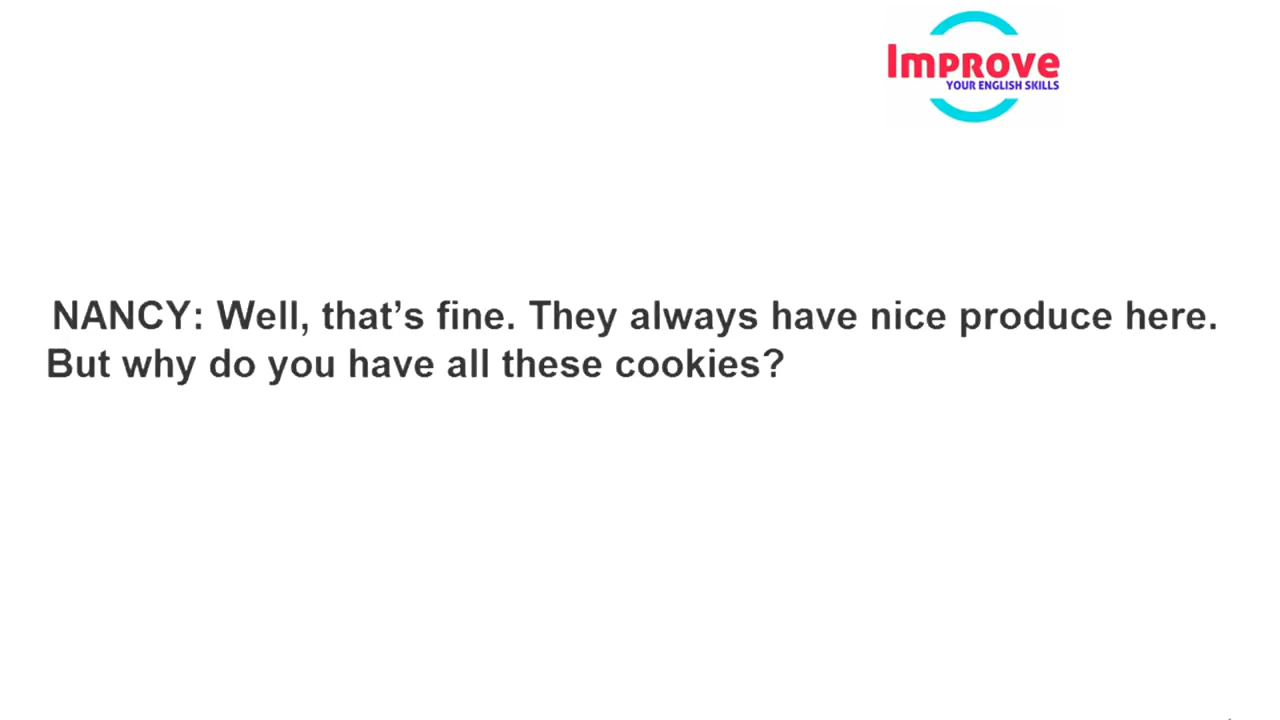 Improve
YOUR ENGLISH SKILLS
NANCY: Well, that’s fine. They always have nice produce here.
But why do you have all these cookies?